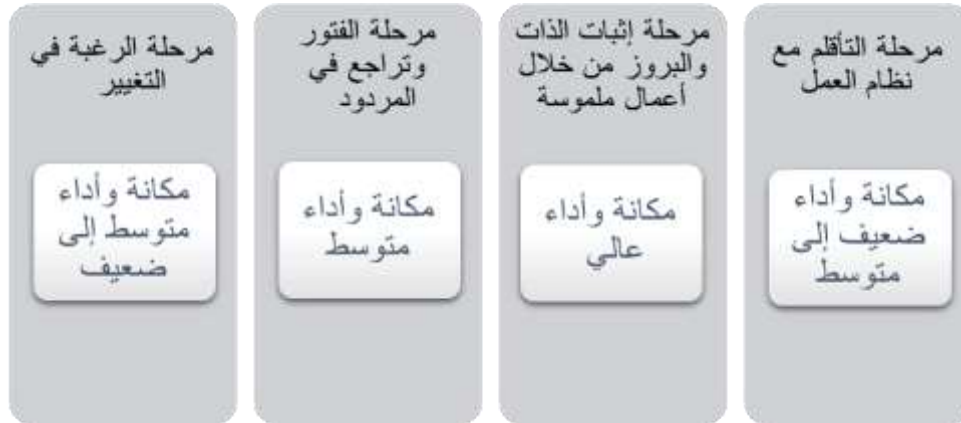 مرحلة التأقلم مع
نظام العمل
مكانة وأداء
ضعيف إلى
متوسط
مرحلة إثبات الذات
والبروز من خلال
أعمال ملموسة
مكانة وأداء
عالي
مرحلة الفتور
وتراجع في
المردود
مكانة وأداء
متوسط
مرحلة الرغبة في
التغيير
مكانة وأداء
متوسط إلى
ضعيف